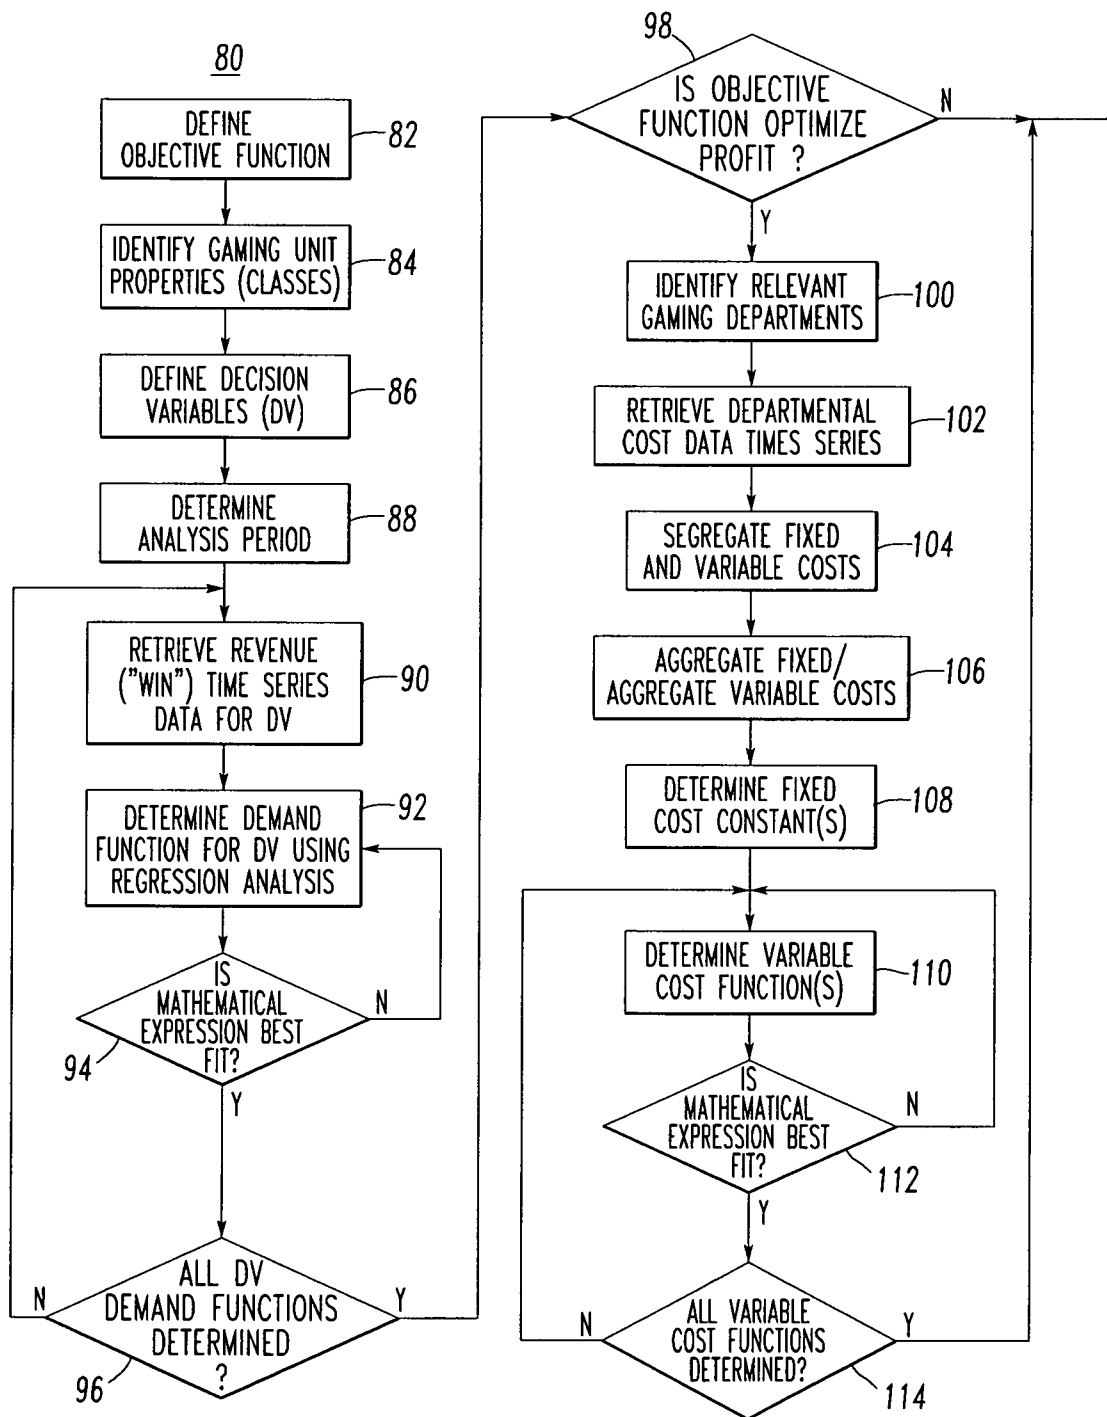 80
DEFINE
OBJECTIVE FUNCTION
82
IDENTIFY GAMING UNIT
PROPERTIES (CLASSES)
84
DEFINE DECISION
VARIABLES (DV)
86
DETERMINE
ANALYSIS PERIOD
88
RETRIEVE REVENUE
("WIN") TIME SERIES
DATA FOR DV
90
DETERMINE DEMAND
FUNCTION FOR DV USING
REGRESSION ANALYSIS
92
IS
MATHEMATICAL
EXPRESSION BEST
FIT?
N
94
Y
ALL DV
DEMAND FUNCTIONS
DETERMINED
?
N
Y
96
98
IS OBJECTIVE
FUNCTION OPTIMIZE
PROFIT ?
N
Y
IDENTIFY RELEVANT
GAMING DEPARTMENTS
100
RETRIEVE DEPARTMENTAL
COST DATA TIMES SERIES
102
SEGREGATE FIXED
AND VARIABLE COSTS
104
AGGREGATE FIXED/
AGGREGATE VARIABLE COSTS
106
DETERMINE FIXED
COST CONSTANT(S)
108
DETERMINE VARIABLE
COST FUNCTION(S)
110
IS
MATHEMATICAL
EXPRESSION BEST
FIT?
N
112
Y
ALL VARIABLE
COST FUNCTIONS
DETERMINED?
N
Y
114